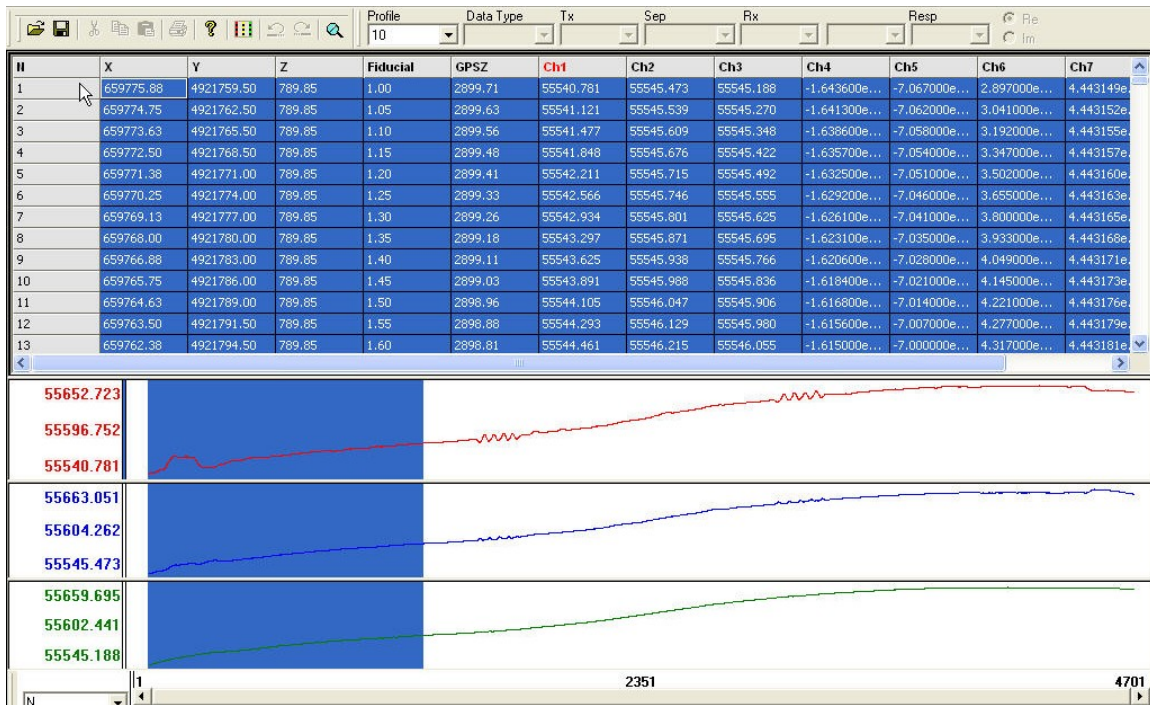 Profile Data Type Tx Sep Rx Resp Re
10 Im
N X Y Z Fiducial GPSZ Ch1 Ch2 Ch3 Ch4 Ch5 Ch6 Ch7
1 659775.88 4921759.50 789.85 1.00 2899.71 55540.781 55545.473 55545.188 -1.643600e... -7.067000e... 2.897000e... 4.443149e.
2 659774.75 4921762.50 789.85 1.05 2899.63 55541.121 55545.539 55545.270 -1.641300e... -7.062000e... 3.041000e... 4.443152e.
3 659773.63 4921765.50 789.85 1.10 2899.56 55541.477 55545.609 55545.348 -1.638600e... -7.058000e... 3.192000e... 4.443155e.
4 659772.50 4921768.50 789.85 1.15 2899.48 55541.848 55545.676 55545.422 -1.635700e... -7.054000e... 3.347000e... 4.443157e.
5 659771.38 4921771.00 789.85 1.20 2899.41 55542.211 55545.715 55545.492 -1.632500e... -7.051000e... 3.502000e... 4.443160e.
6 659770.25 4921774.00 789.85 1.25 2899.33 55542.566 55545.746 55545.555 -1.629200e... -7.046000e... 3.655000e... 4.443163e.
7 659769.13 4921777.00 789.85 1.30 2899.26 55542.934 55545.801 55545.625 -1.626100e... -7.041000e... 3.800000e... 4.443165e.
8 659768.00 4921780.00 789.85 1.35 2899.18 55543.297 55545.871 55545.695 -1.623100e... -7.035000e... 3.933000e... 4.443168e.
9 659766.88 4921783.00 789.85 1.40 2899.11 55543.625 55545.938 55545.766 -1.620600e... -7.028000e... 4.049000e... 4.443171e.
10 659765.75 4921786.00 789.85 1.45 2899.03 55543.891 55545.988 55545.836 -1.618400e... -7.021000e... 4.145000e... 4.443173e.
11 659764.63 4921789.00 789.85 1.50 2898.96 55544.105 55546.047 55545.906 -1.616800e... -7.014000e... 4.221000e... 4.443176e.
12 659763.50 4921791.50 789.85 1.55 2898.88 55544.293 55546.129 55545.980 -1.615600e... -7.007000e... 4.277000e... 4.443179e.
13 659762.38 4921794.50 789.85 1.60 2898.81 55544.461 55546.215 55546.055 -1.615000e... -7.000000e... 4.317000e... 4.443181e.
55652.723
55596.752
55540.781
55663.051
55604.262
55545.473
55659.695
55602.441
55545.188
1 2351 4701
N